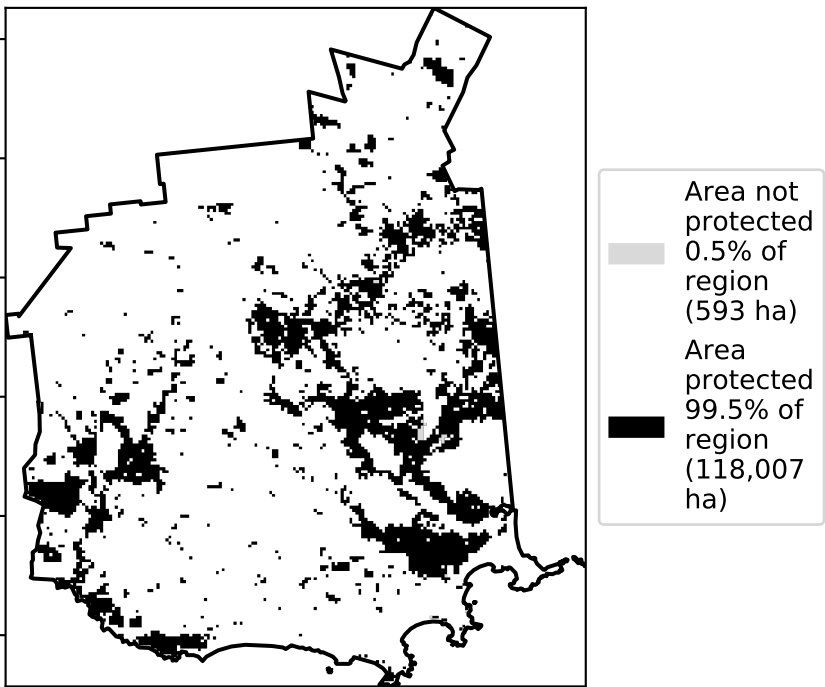 Area not
protected
0.5% of
region
(593 ha)
Area
protected
99.5% of
region
(118,007
ha)